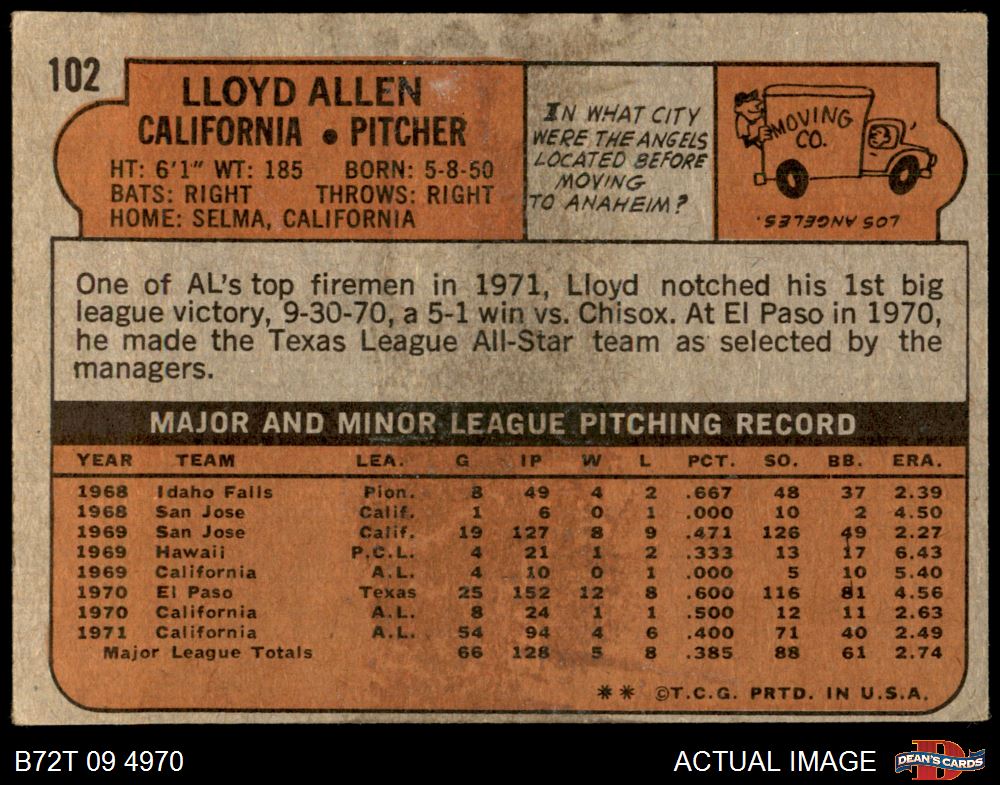 102
LLOYD ALLEN
CALIFORNIA • PITCHER
HT: 6'1" WT: 185 BORN: 5-8-50
BATS: RIGHT THROWS: RIGHT
HOME: SELMA, CALIFORNIA
IN WHAT CITY
WERE THE ANGELS
LOCATED BEFORE
MOVING
TO ANAHEIM?
MOVING
CO.
LOS ANGELES.
One of AL's top firemen in 1971, Lloyd notched his 1st big
league victory, 9-30-70, a 5-1 win vs. Chisox. At El Paso in 1970,
he made the Texas League All-Star team as selected by the
managers.
MAJOR AND MINOR LEAGUE PITCHING RECORD
YEAR TEAM LEA. G IP W L PCT. SO. BB. ERA.
1968 Idaho Falls Pion. 8 49 4 2 .667 48 37 2.39
1968 San Jose Calif. 1 6 0 1 .000 10 2 4.50
1969 San Jose Calif. 19 127 8 9 .471 126 49 2.27
1969 Hawaii P.C.L. 4 21 1 2 .333 13 17 6.43
1969 California A.L. 4 10 0 1 .000 5 10 5.40
1970 El Paso Texas 25 152 12 8 .600 116 81 4.56
1970 California A.L. 8 24 1 1 .500 12 11 2.63
1971 California A.L. 54 94 4 6 .400 71 40 2.49
Major League Totals 66 128 5 8 .385 88 61 2.74
** ©T.C.G. PRTD. IN U.S.A.
B72T 09 4970
ACTUAL IMAGE
DEAN'S CARDS